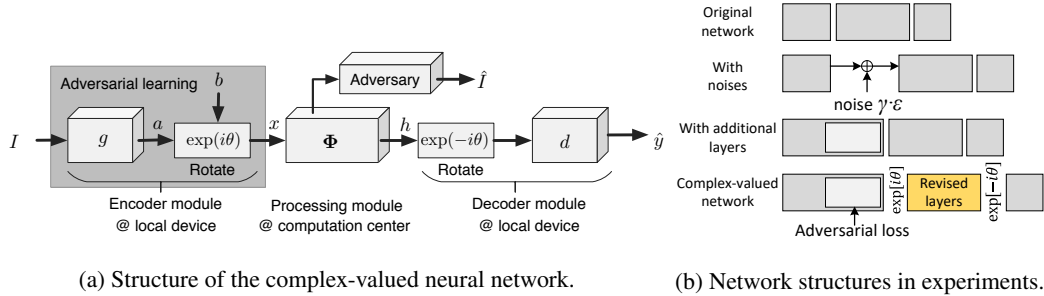 Adversarial learning
b
Adversary
Î
I
g
a
exp(iθ)
x
Φ
h
exp(−iθ)
d
ŷ
Rotate
Rotate
Encoder module
@ local device
Processing module
@ computation center
Decoder module
@ local device
(a) Structure of the complex-valued neural network.
Original
network
With
noises
noise γ·ε
With additional
layers
Complex-valued
network
exp[iθ]
Revised
layers
exp[−iθ]
Adversarial loss
(b) Network structures in experiments.